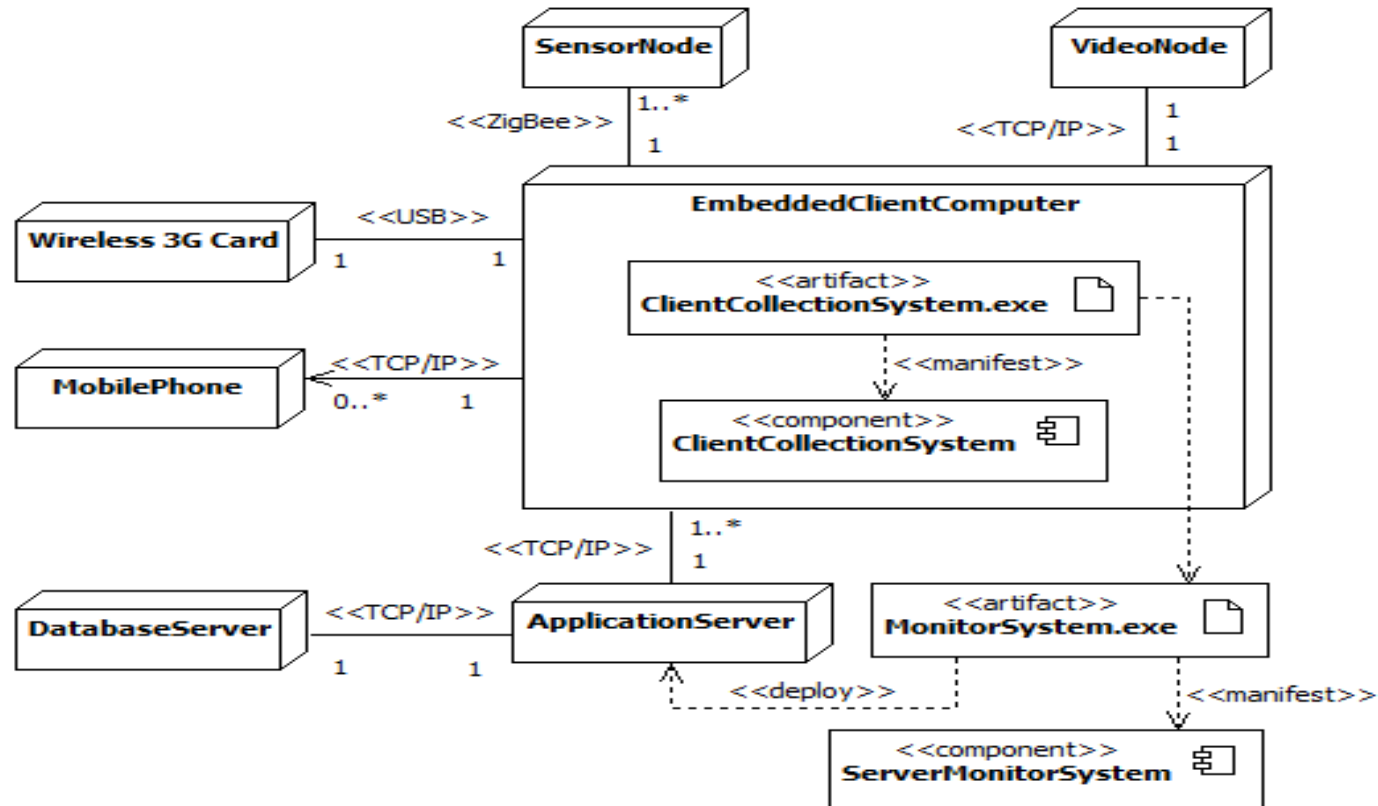 SensorNode
VideoNode
1..*
<<ZigBee>>
1
1
<<TCP/IP>>
1
EmbeddedClientComputer
<<USB>>
Wireless 3G Card
1
1
<<artifact>>
ClientCollectionSystem.exe
<<TCP/IP>>
<<manifest>>
MobilePhone
0..*
1
<<component>>
ClientCollectionSystem
1..*
<<TCP/IP>>
1
<<TCP/IP>>
ApplicationServer
<<artifact>>
MonitorSystem.exe
DatabaseServer
1
1
<<deploy>>
<<manifest>>
<<component>>
ServerMonitorSystem